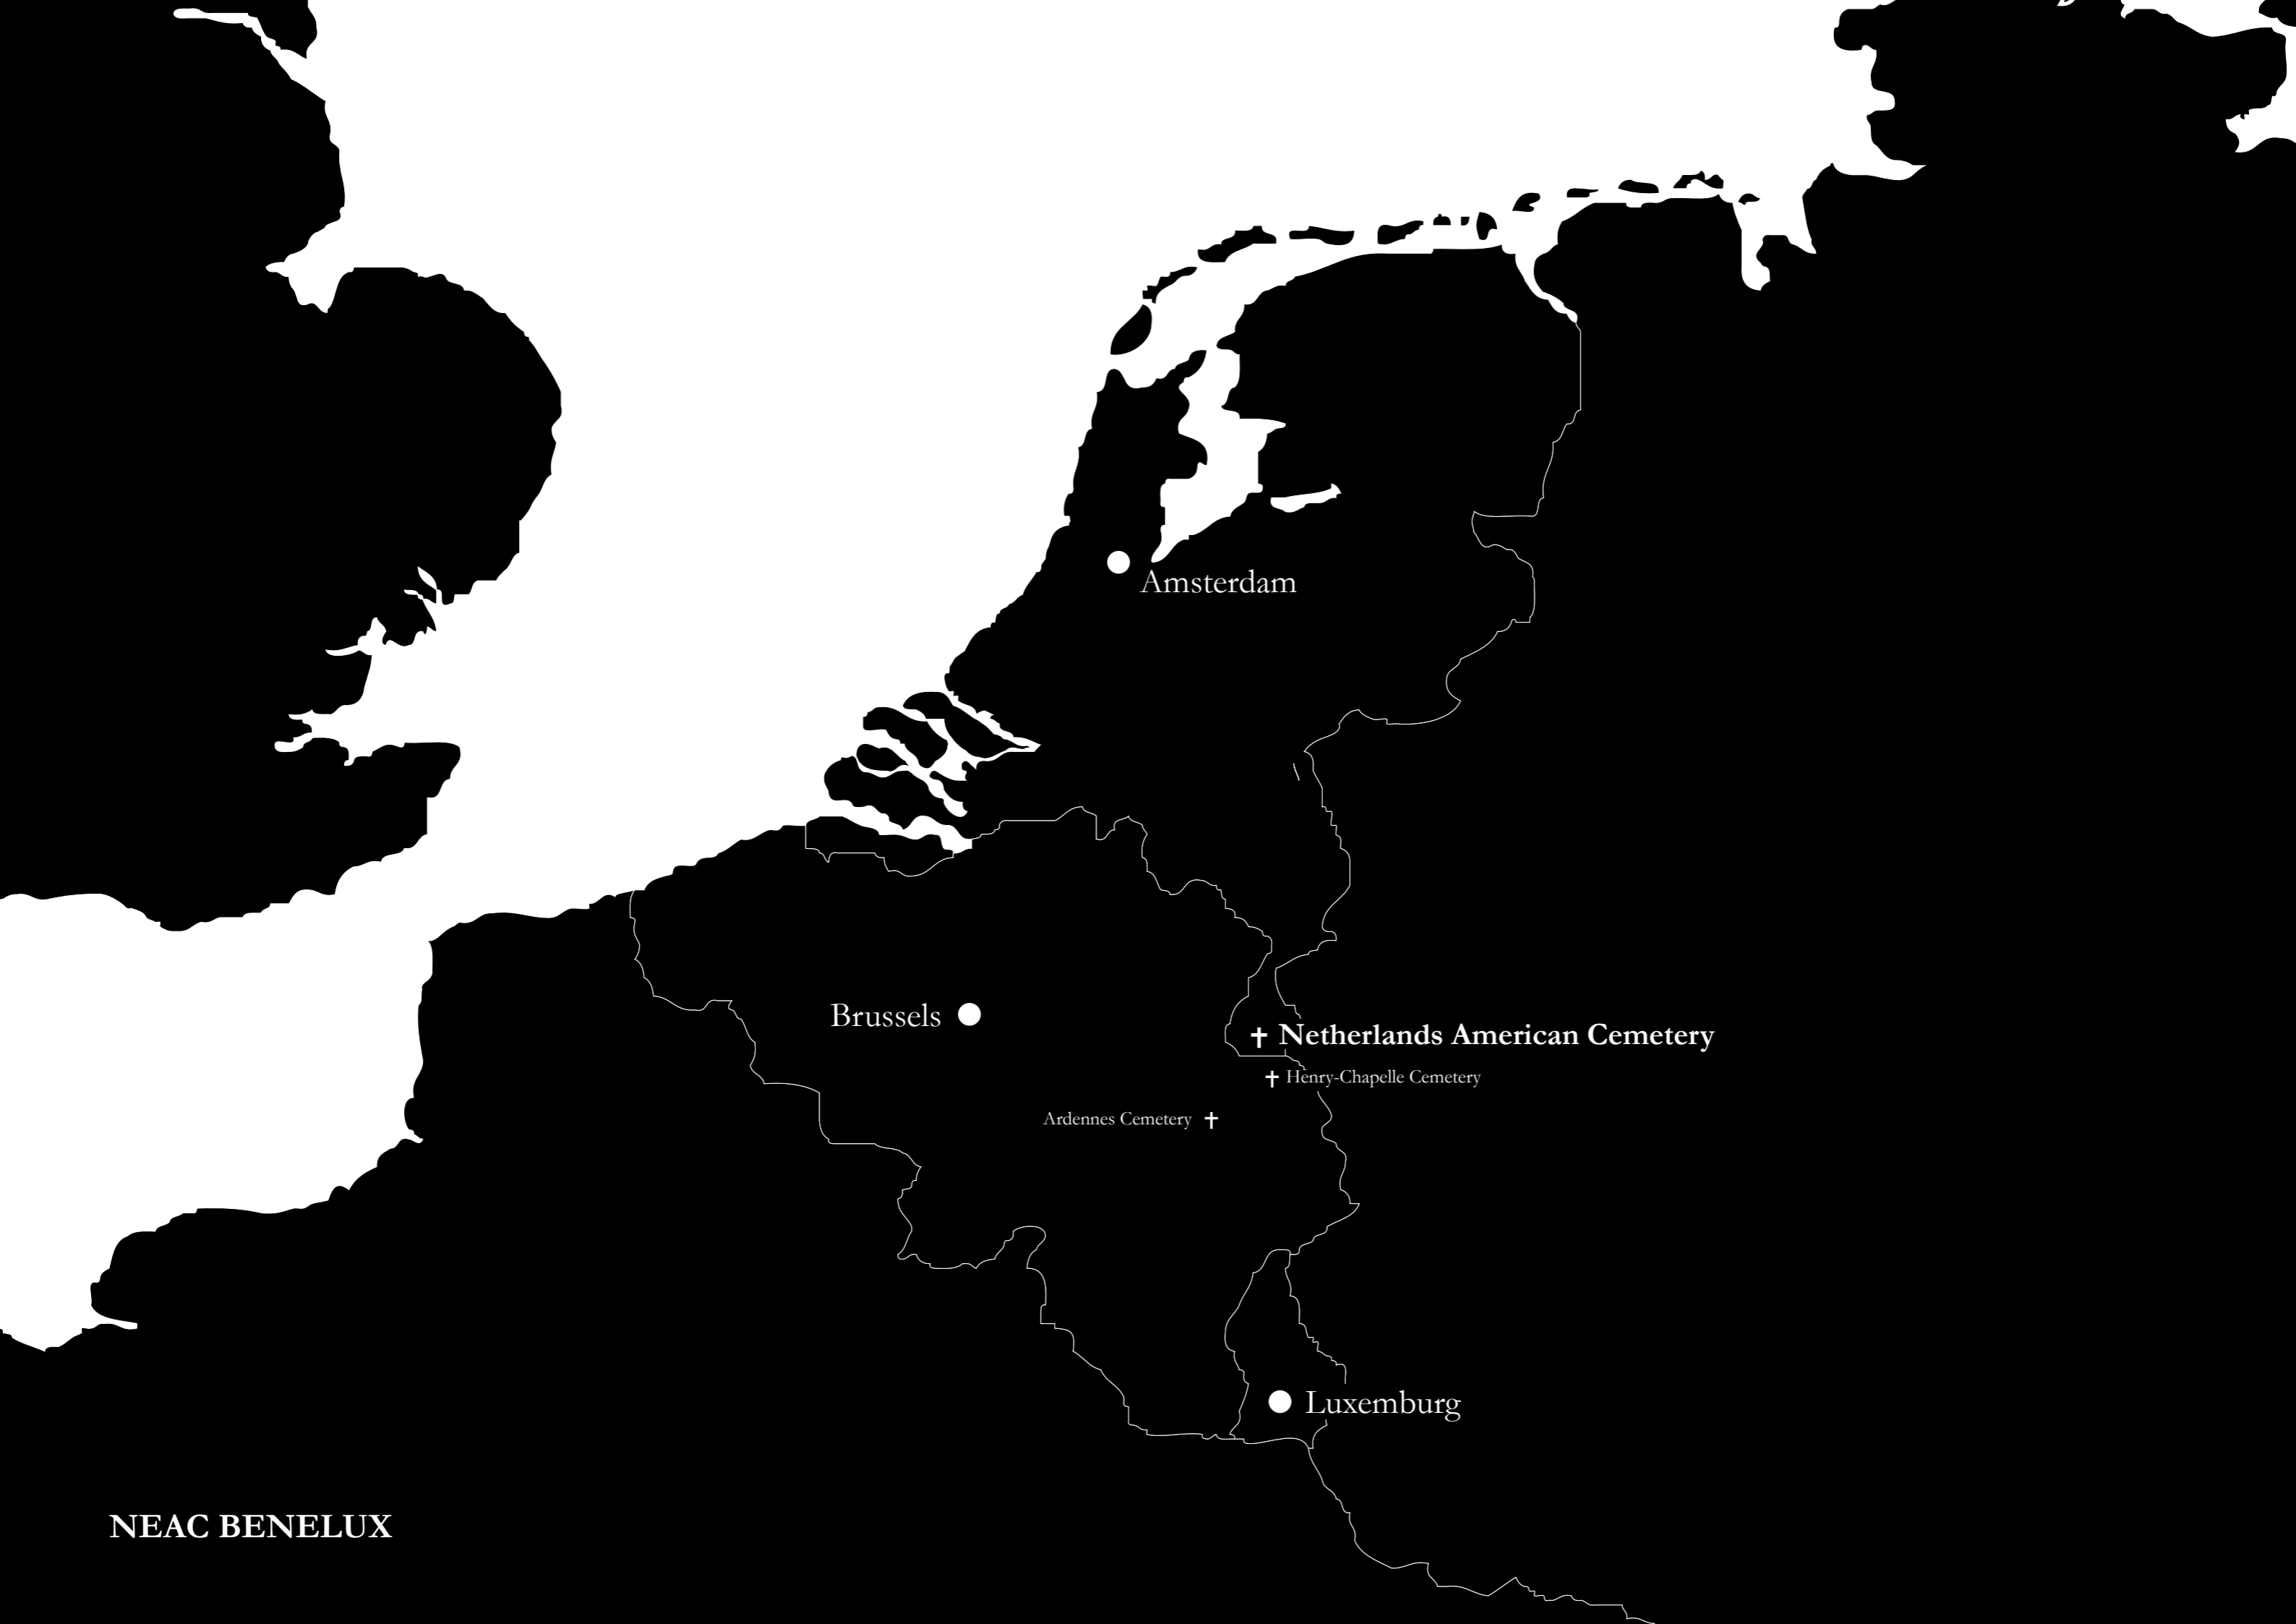 Amsterdam
Brussels
Netherlands American Cemetery
Henry-Chapelle Cemetery
Ardennes Cemetery
Luxemburg
NEAC BENELUX